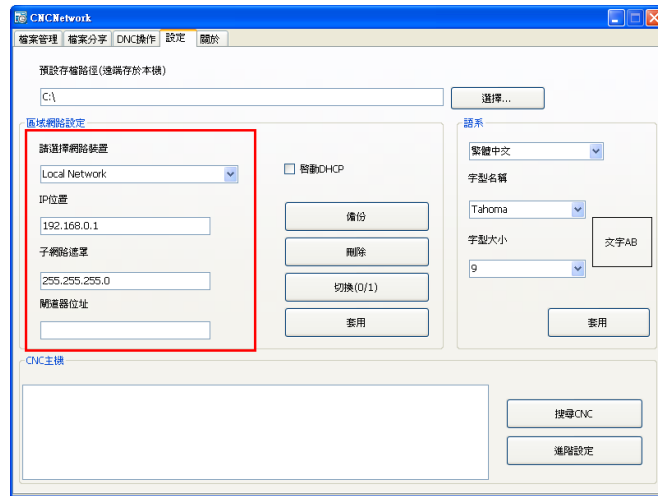 CNCNetwork
檔案管理 檔案分享 DNC操作 設定 關於
預設存檔路徑(遠端存於本機)
C:\
選擇...
區域網路設定
請選擇網路裝置
Local Network
IP位置
192.168.0.1
子網路遮罩
255.255.255.0
閘道器位址
啟動DHCP
備份
刪除
切換(0/1)
套用
語系
繁體中文
字型名稱
Tahoma
字型大小
9
文字AB
套用
CNC主機
搜尋CNC
進階設定